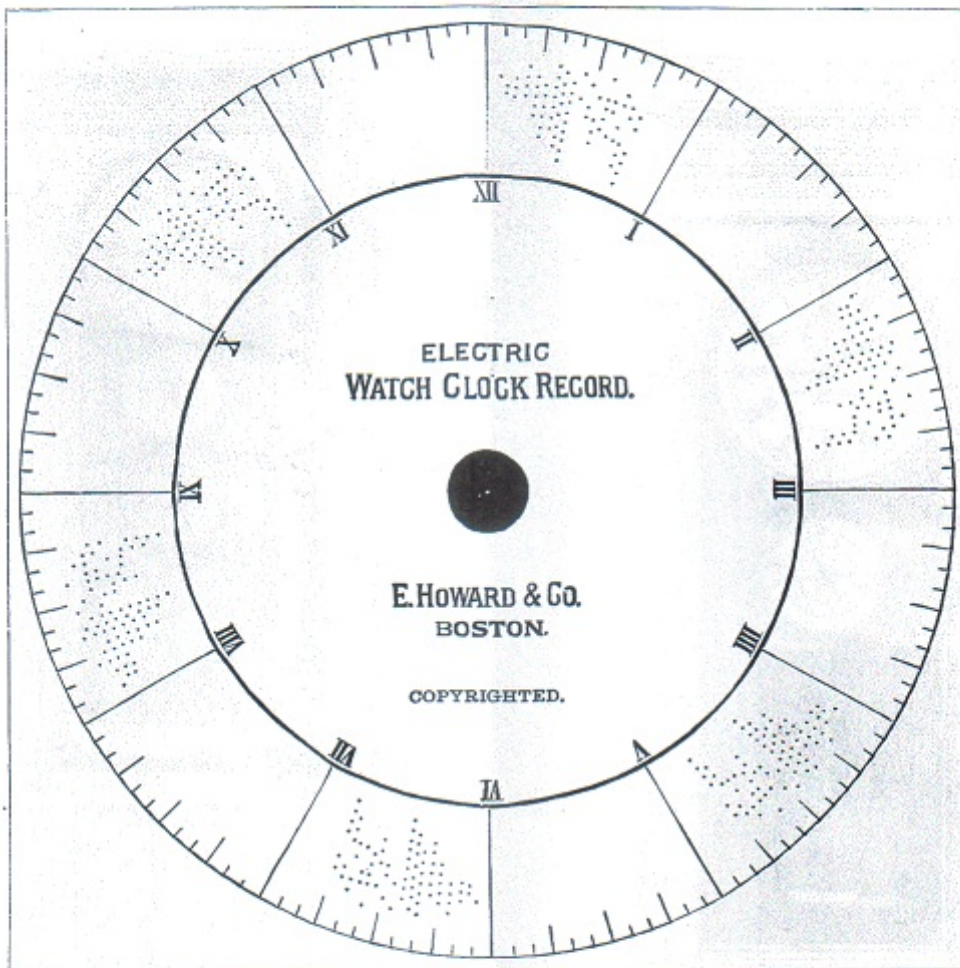 XII
I
II
III
IIII
V
VI
VII
VIII
IX
X
XI
ELECTRIC
WATCH CLOCK RECORD.
E. HOWARD & CO.
BOSTON.
COPYRIGHTED.